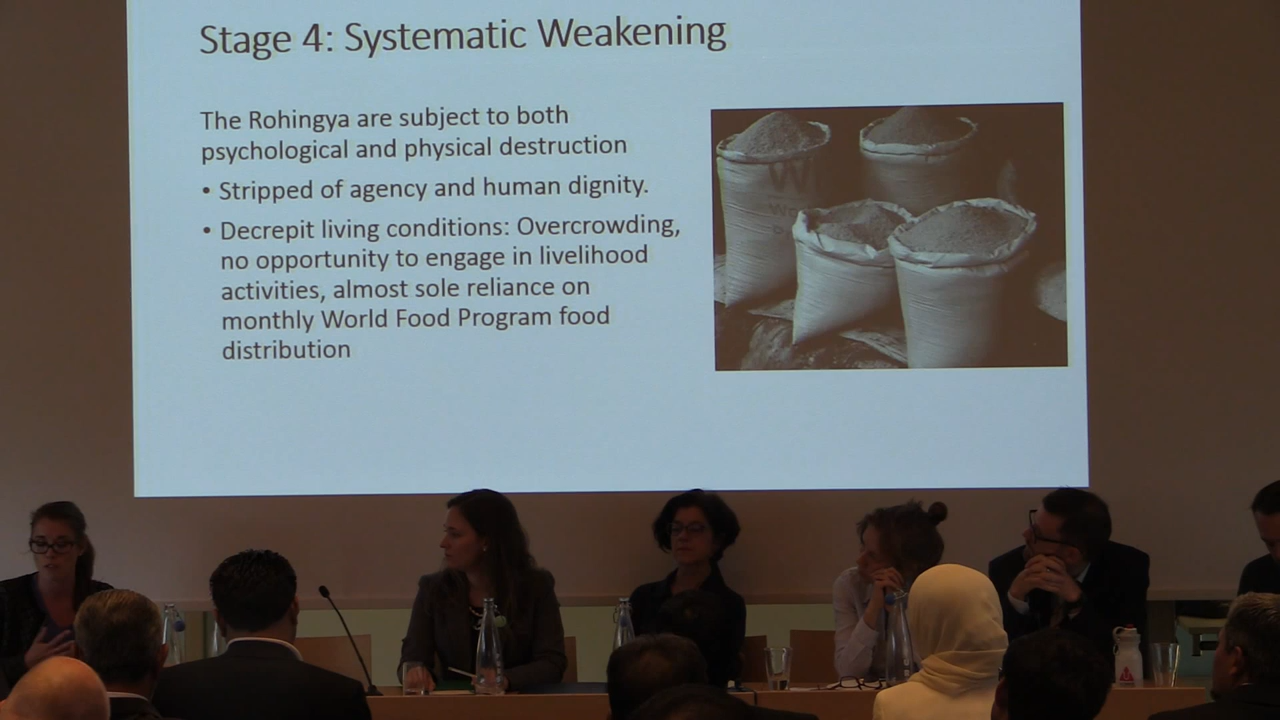 Stage 4: Systematic Weakening
The Rohingya are subject to both
psychological and physical destruction
• Stripped of agency and human dignity.
• Decrepit living conditions: Overcrowding,
no opportunity to engage in livelihood
activities, almost sole reliance on
monthly World Food Program food
distribution